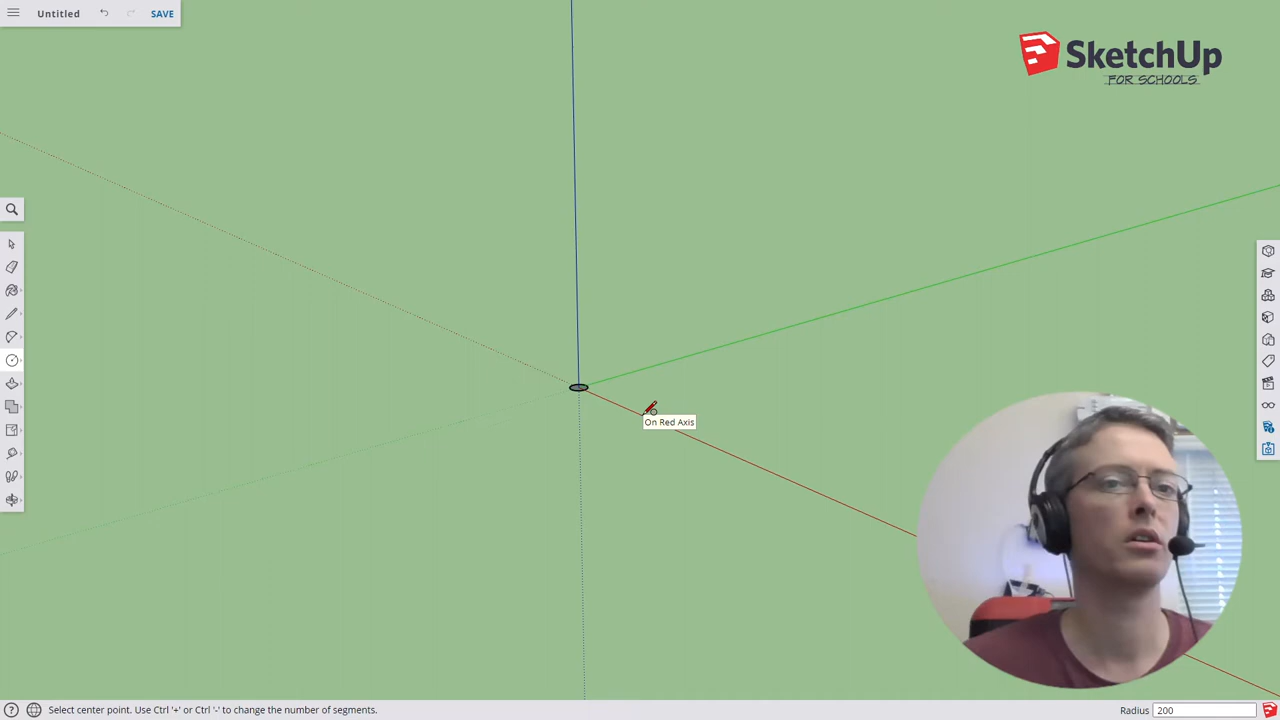 Untitled
SAVE
SketchUp
FOR SCHOOLS
On Red Axis
Select center point. Use Ctrl '+' or Ctrl '-' to change the number of segments.
Radius 200